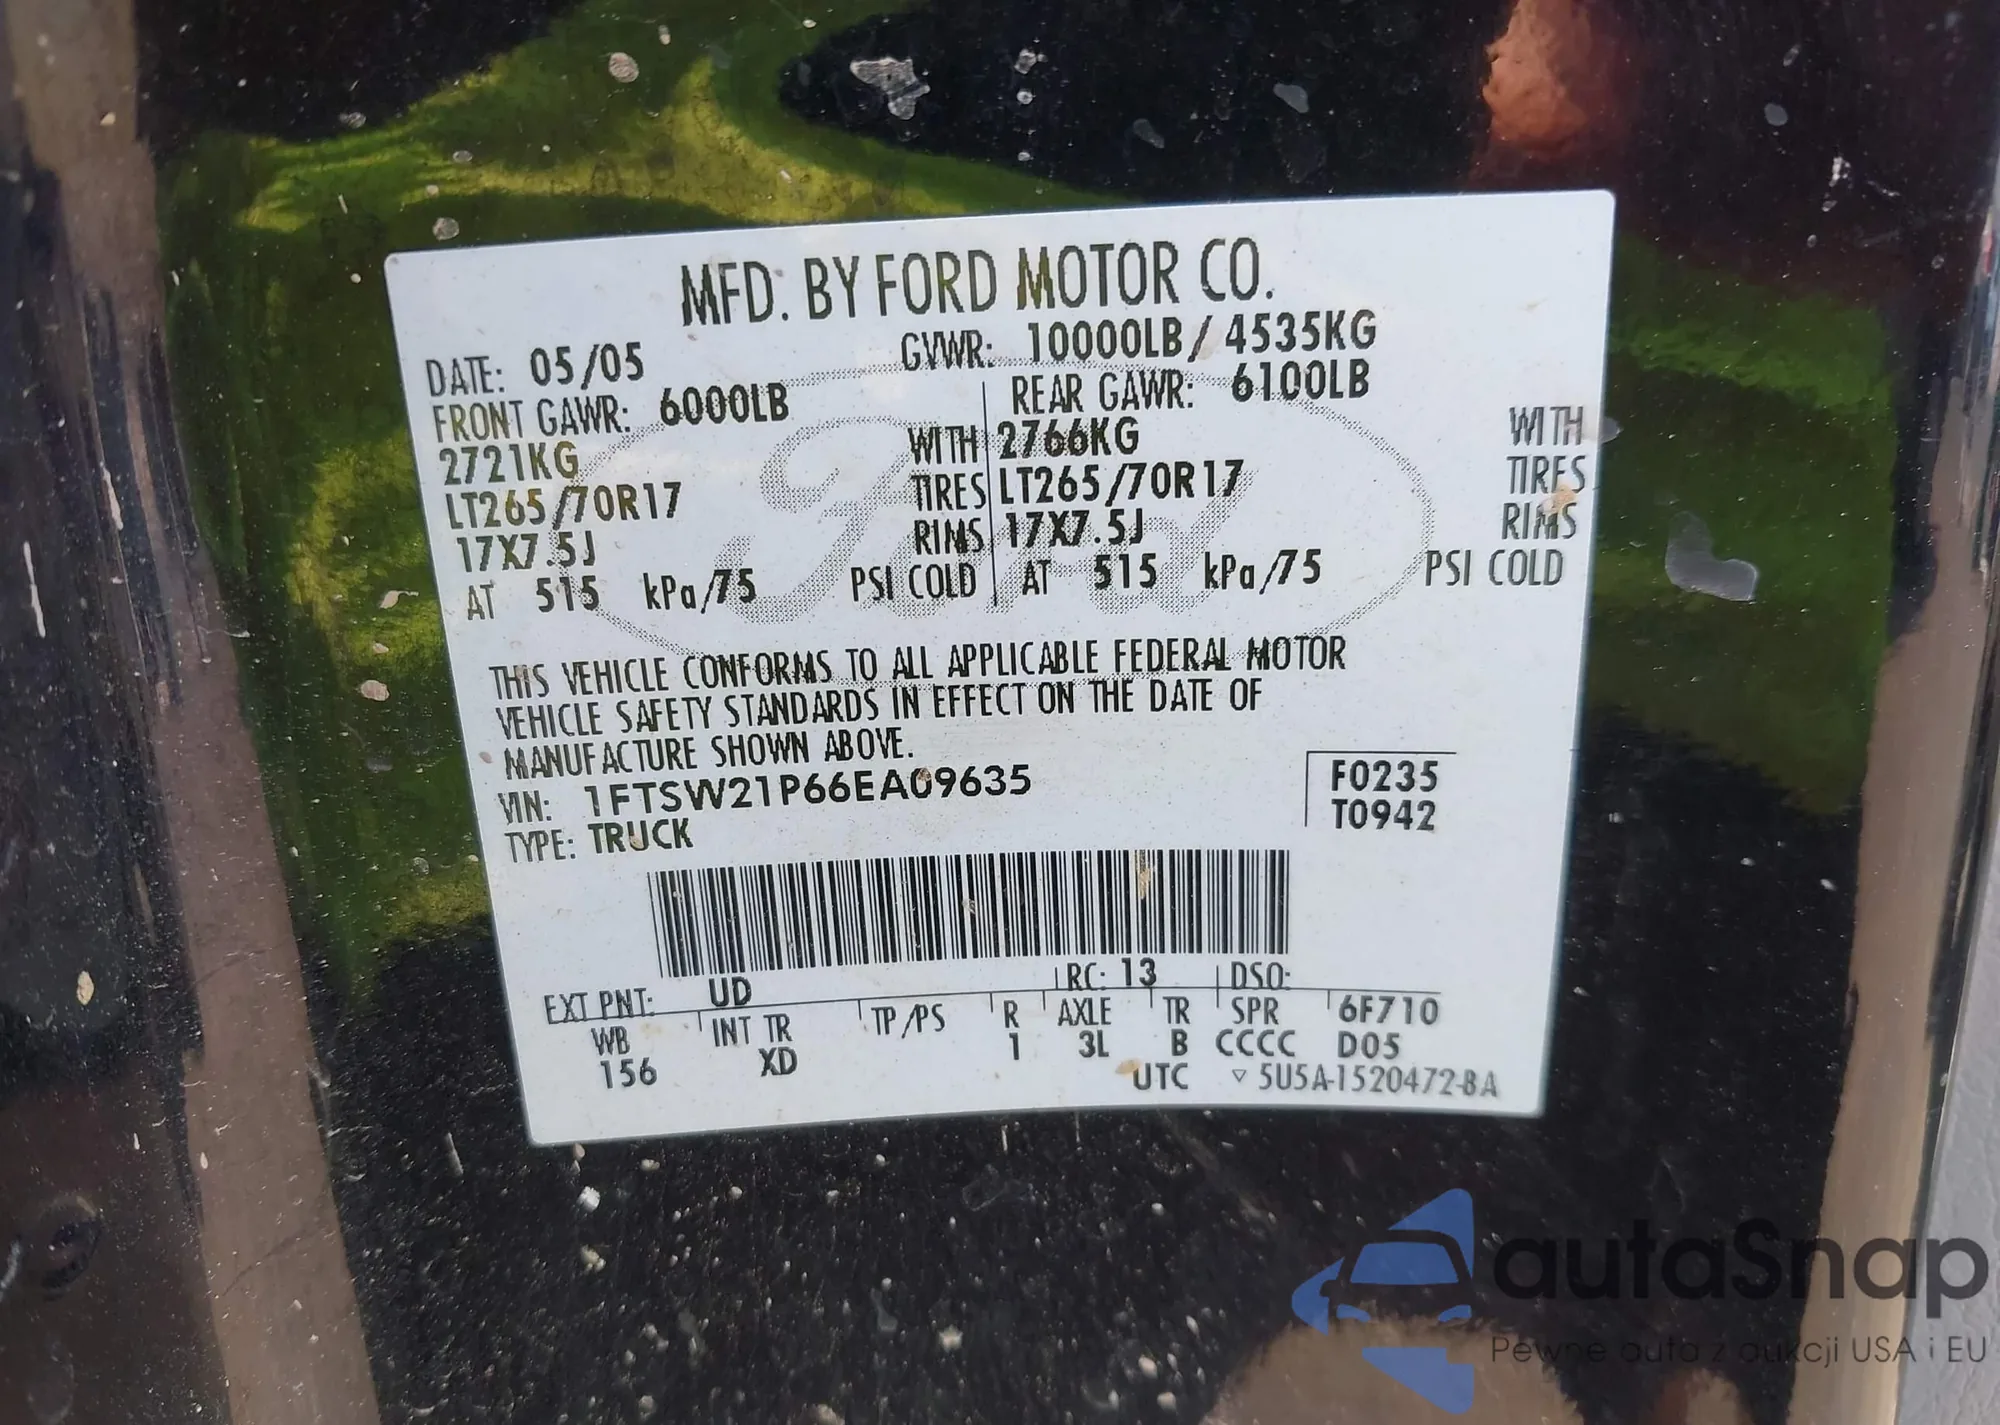 MFD. BY FORD MOTOR CO.
DATE: 05/05 GVWR: 10000LB / 4535KG
FRONT GAWR: 6000LB REAR GAWR: 6100LB
2721KG WITH 2766KG WITH
LT265/70R17 TIRES LT265/70R17 TIRES
17X7.5J RIMS 17X7.5J RIMS
AT 515 kPa/75 PSI COLD AT 515 kPa/75 PSI COLD
THIS VEHICLE CONFORMS TO ALL APPLICABLE FEDERAL MOTOR
VEHICLE SAFETY STANDARDS IN EFFECT ON THE DATE OF
MANUFACTURE SHOWN ABOVE.
VIN: 1FTSW21P66EA09635 F0235
TYPE: TRUCK T0942
EXT PNT: UD RC: 13 DSO:
WB INT TR TP/PS R AXLE TR SPR 6F710
156 XD 1 3L B CCCC D05
UTC ▽ 5U5A-1520472-BA
Ford
autaSnap
Pewne auta z aukcji USA i EU